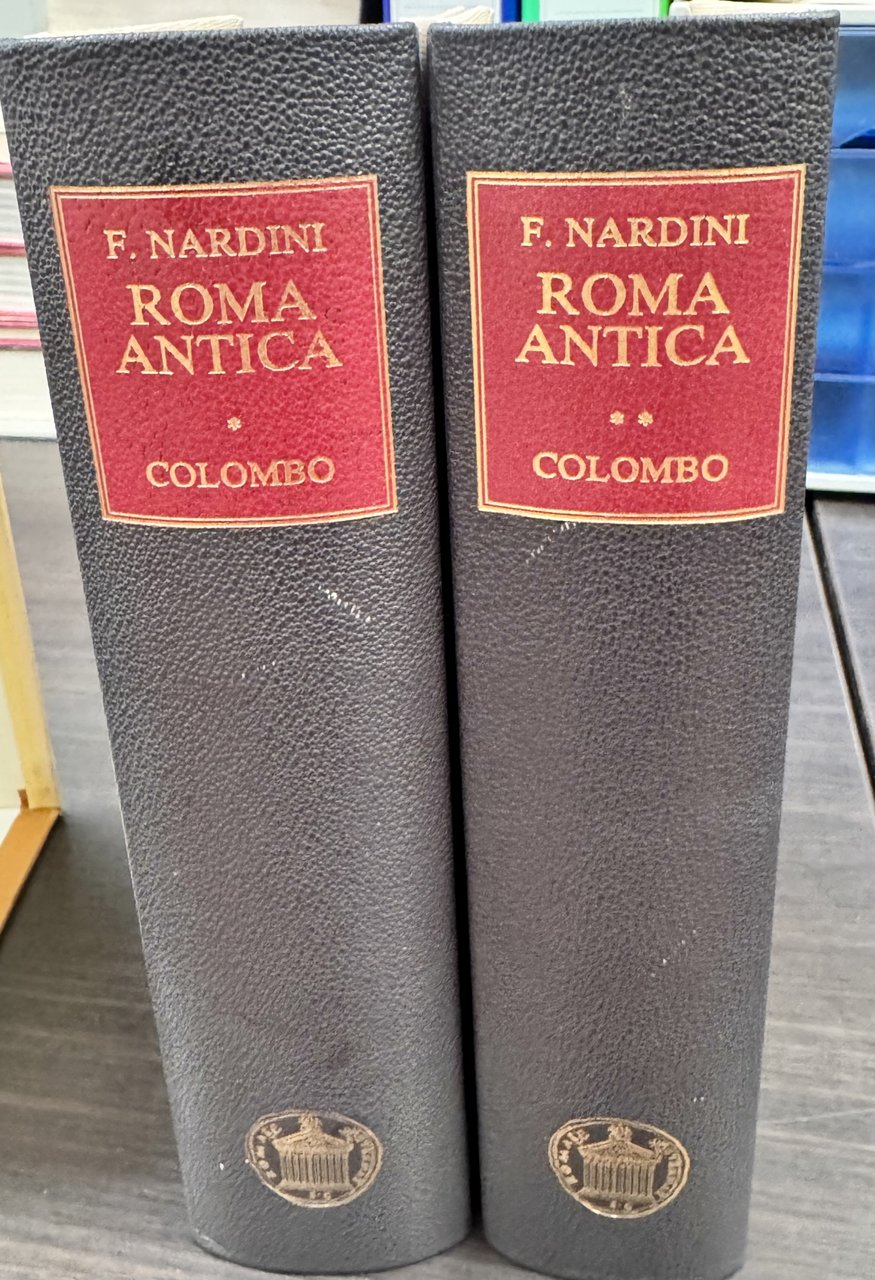 F. NARDINI
ROMA
ANTICA
*
COLOMBO
F. NARDINI
ROMA
ANTICA
* *
COLOMBO